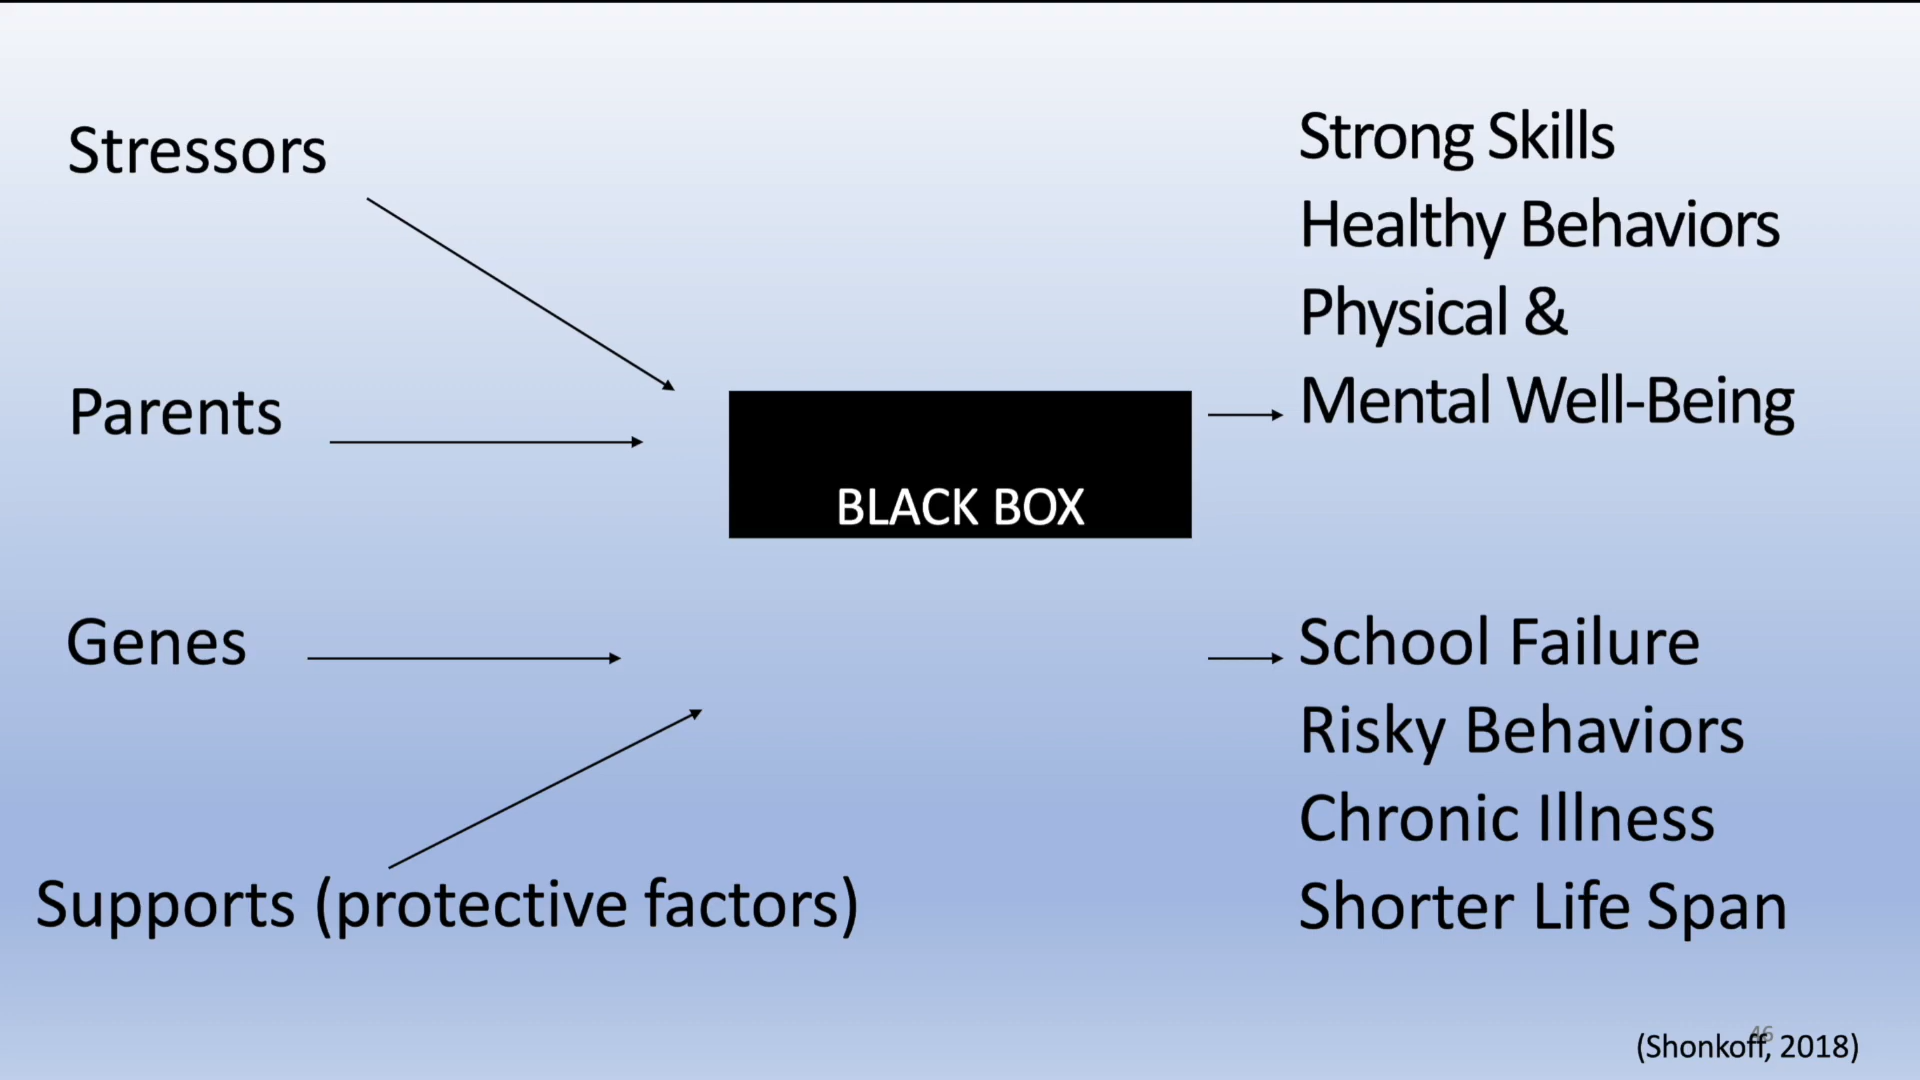 Stressors
Parents
Genes
Supports (protective factors)
BLACK BOX
Strong Skills
Healthy Behaviors
Physical &
Mental Well-Being
School Failure
Risky Behaviors
Chronic Illness
Shorter Life Span
46
(Shonkoff, 2018)